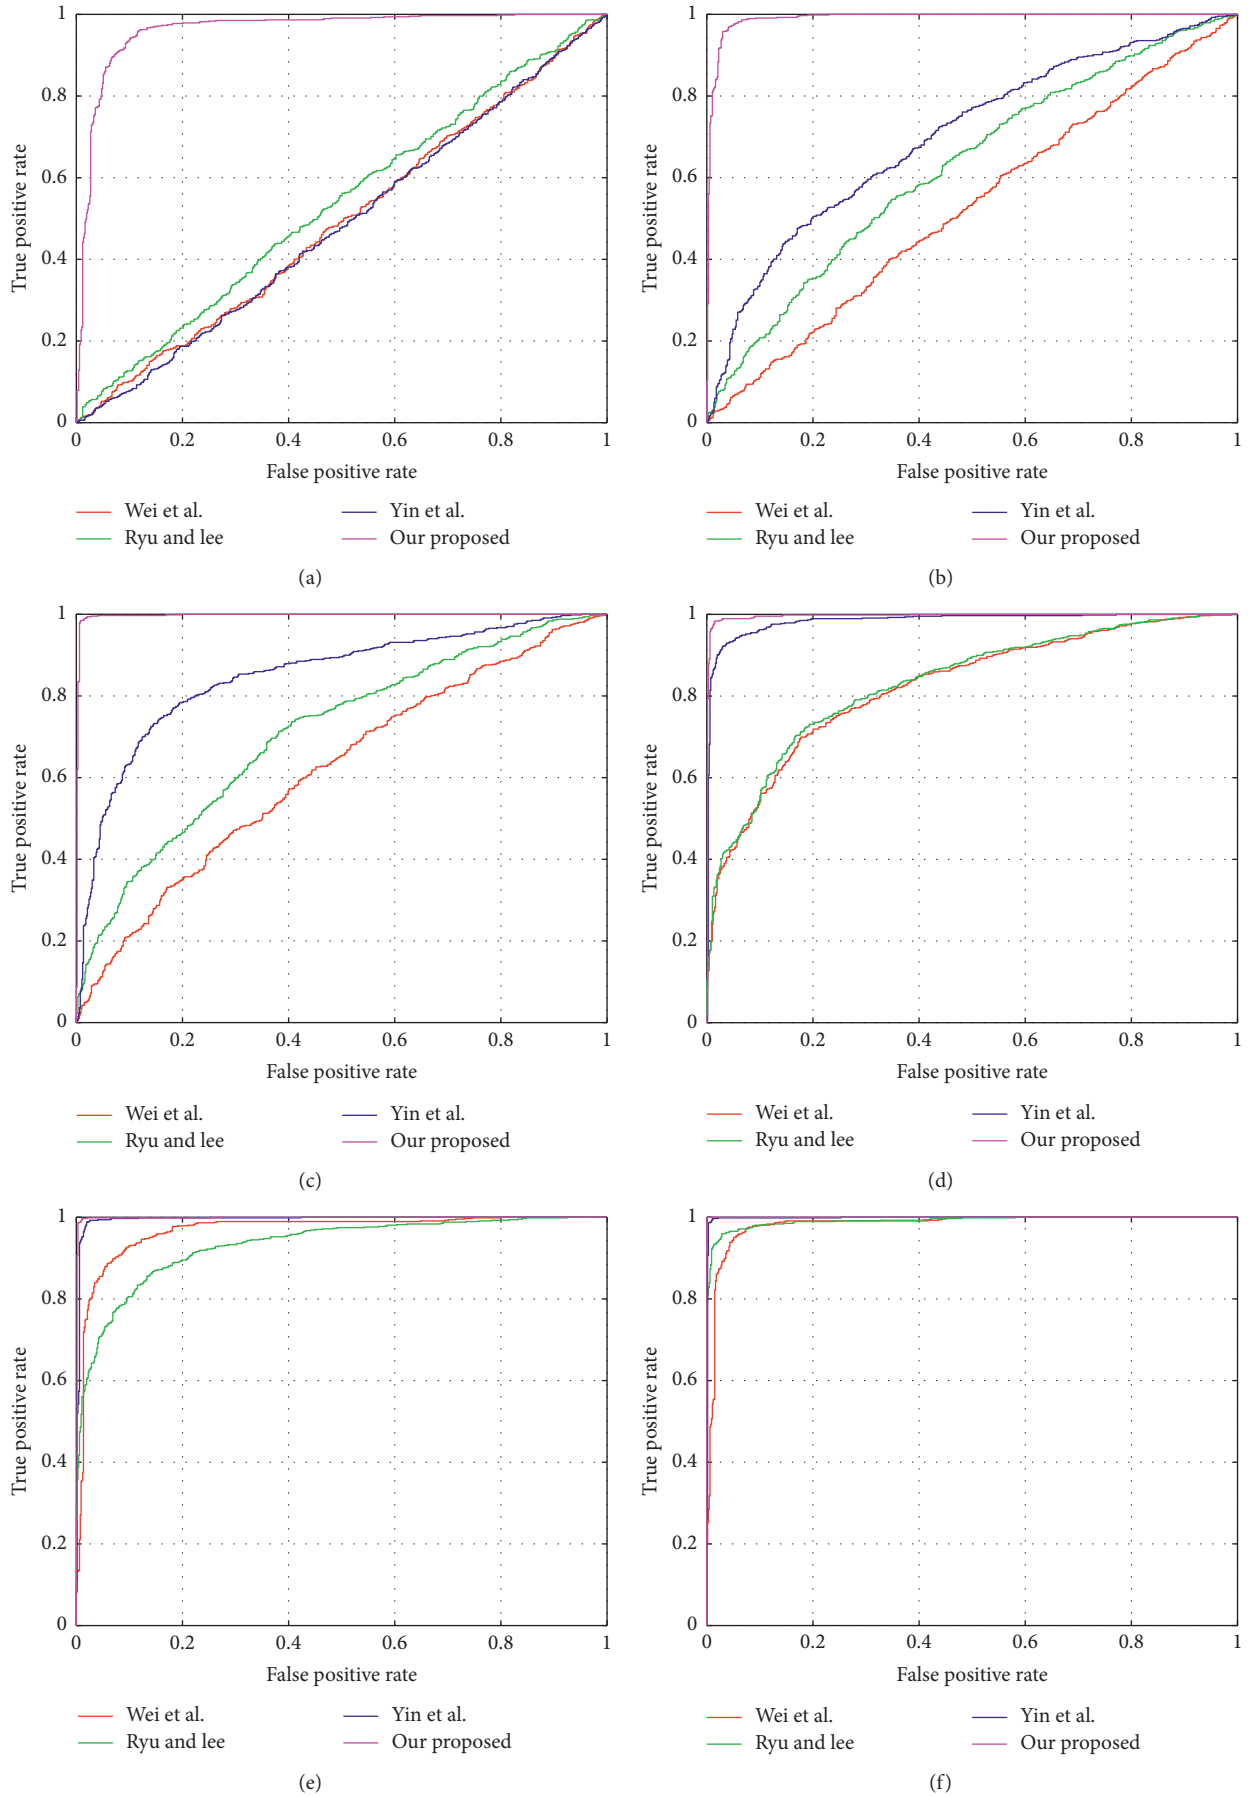 1
0.8
0.6
0.4
0.2
0
True positive rate
0 0.2 0.4 0.6 0.8 1
False positive rate
Wei et al. Yin et al.
Ryu and lee Our proposed
(a)
1
0.8
0.6
0.4
0.2
0
True positive rate
0 0.2 0.4 0.6 0.8 1
False positive rate
Wei et al. Yin et al.
Ryu and lee Our proposed
(b)
1
0.8
0.6
0.4
0.2
0
True positive rate
0 0.2 0.4 0.6 0.8 1
False positive rate
Wei et al. Yin et al.
Ryu and lee Our proposed
(c)
1
0.8
0.6
0.4
0.2
0
True positive rate
0 0.2 0.4 0.6 0.8 1
False positive rate
Wei et al. Yin et al.
Ryu and lee Our proposed
(d)
1
0.8
0.6
0.4
0.2
0
True positive rate
0 0.2 0.4 0.6 0.8 1
False positive rate
Wei et al. Yin et al.
Ryu and lee Our proposed
(e)
1
0.8
0.6
0.4
0.2
0
True positive rate
0 0.2 0.4 0.6 0.8 1
False positive rate
Wei et al. Yin et al.
Ryu and lee Our proposed
(f)